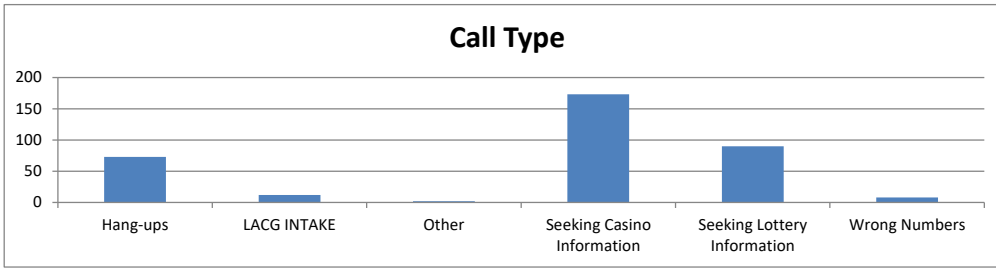 Call Type
200
150
100
50
0
Hang-ups
LACG INTAKE
Other
Seeking Casino
Information
Seeking Lottery
Information
Wrong Numbers